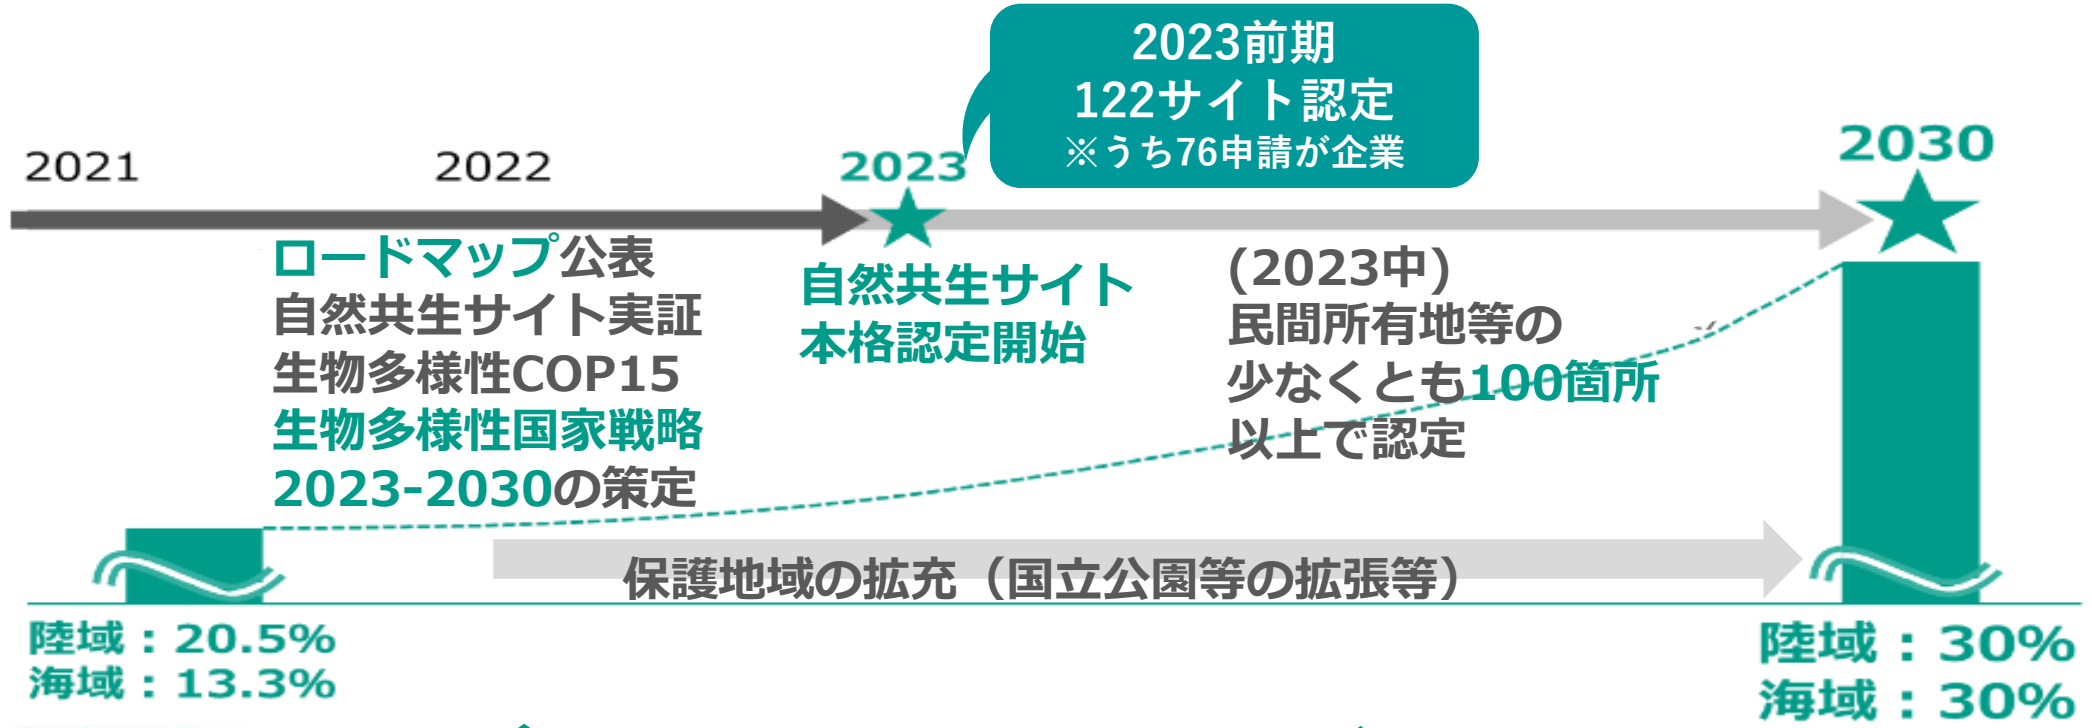 2023前期
122サイト認定
※うち76申請が企業
2021
2022
2023
2030
ロードマップ公表
自然共生サイト実証
生物多様性COP15
生物多様性国家戦略
2023-2030の策定
自然共生サイト
本格認定開始
(2023中)
民間所有地等の
少なくとも100箇所
以上で認定
保護地域の拡充（国立公園等の拡張等）
陸域：20.5%
海域：13.3%
陸域：30%
海域：30%